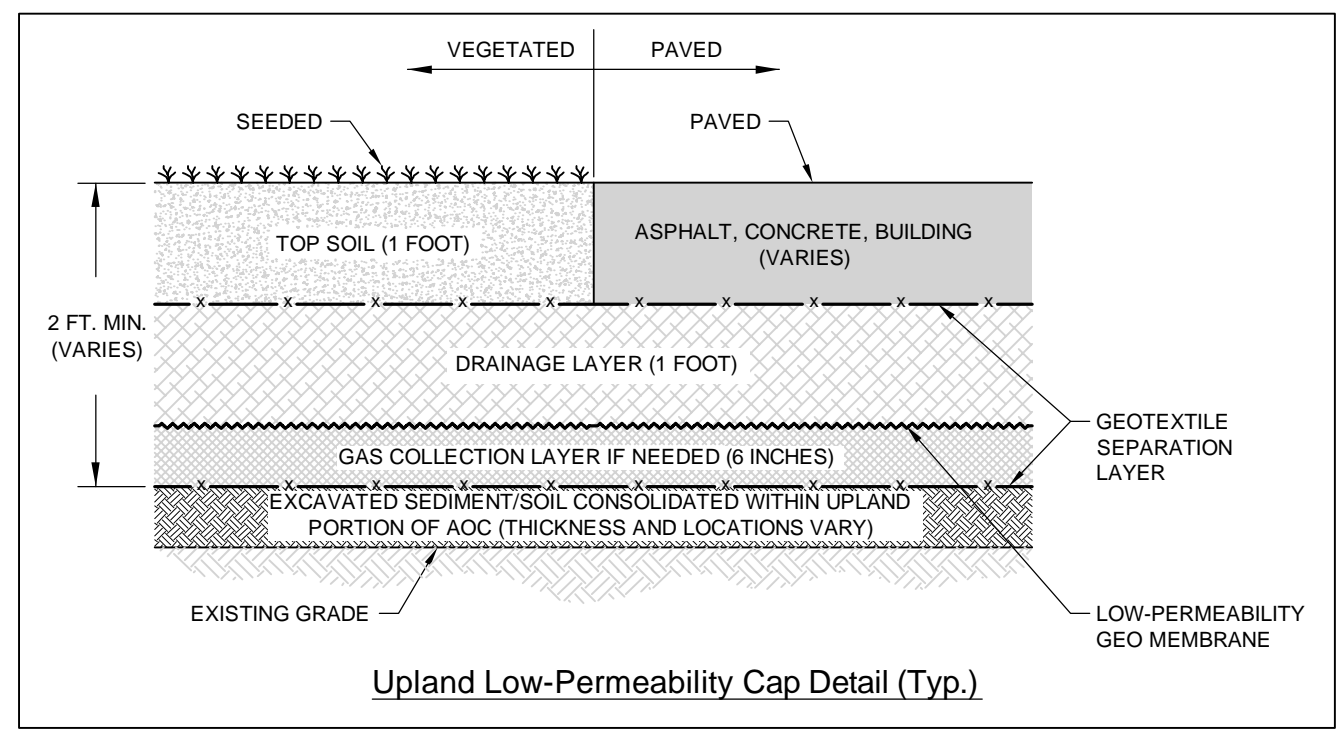 VEGETATED
PAVED
SEEDED
PAVED
TOP SOIL (1 FOOT)
ASPHALT, CONCRETE, BUILDING
(VARIES)
2 FT. MIN.
(VARIES)
X X X X X X X X X X
DRAINAGE LAYER (1 FOOT)
GEOTEXTILE
SEPARATION
LAYER
GAS COLLECTION LAYER IF NEEDED (6 INCHES)
X X X X X X X X X X
EXCAVATED SEDIMENT/SOIL CONSOLIDATED WITHIN UPLAND
PORTION OF AOC (THICKNESS AND LOCATIONS VARY)
EXISTING GRADE
LOW-PERMEABILITY
GEO MEMBRANE
Upland Low-Permeability Cap Detail (Typ.)